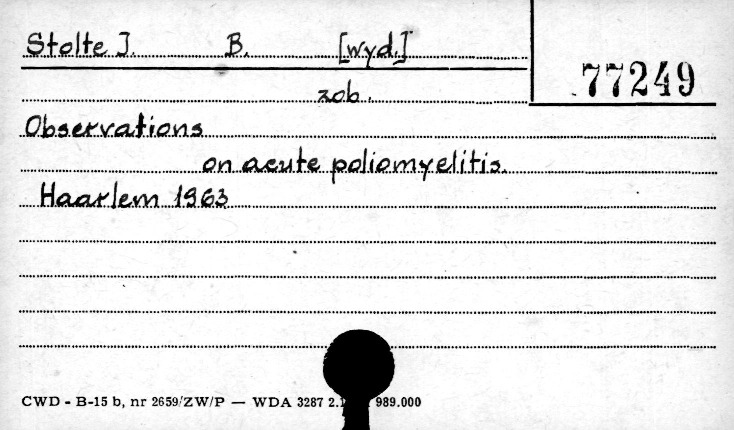 Stolte J. B. [wyd.]
77249
zob.
Observations
on acute poliomyelitis.
Haarlem 1963
CWD - B-15 b, nr 2659/ZW/P — WDA 3287 2.1 989.000